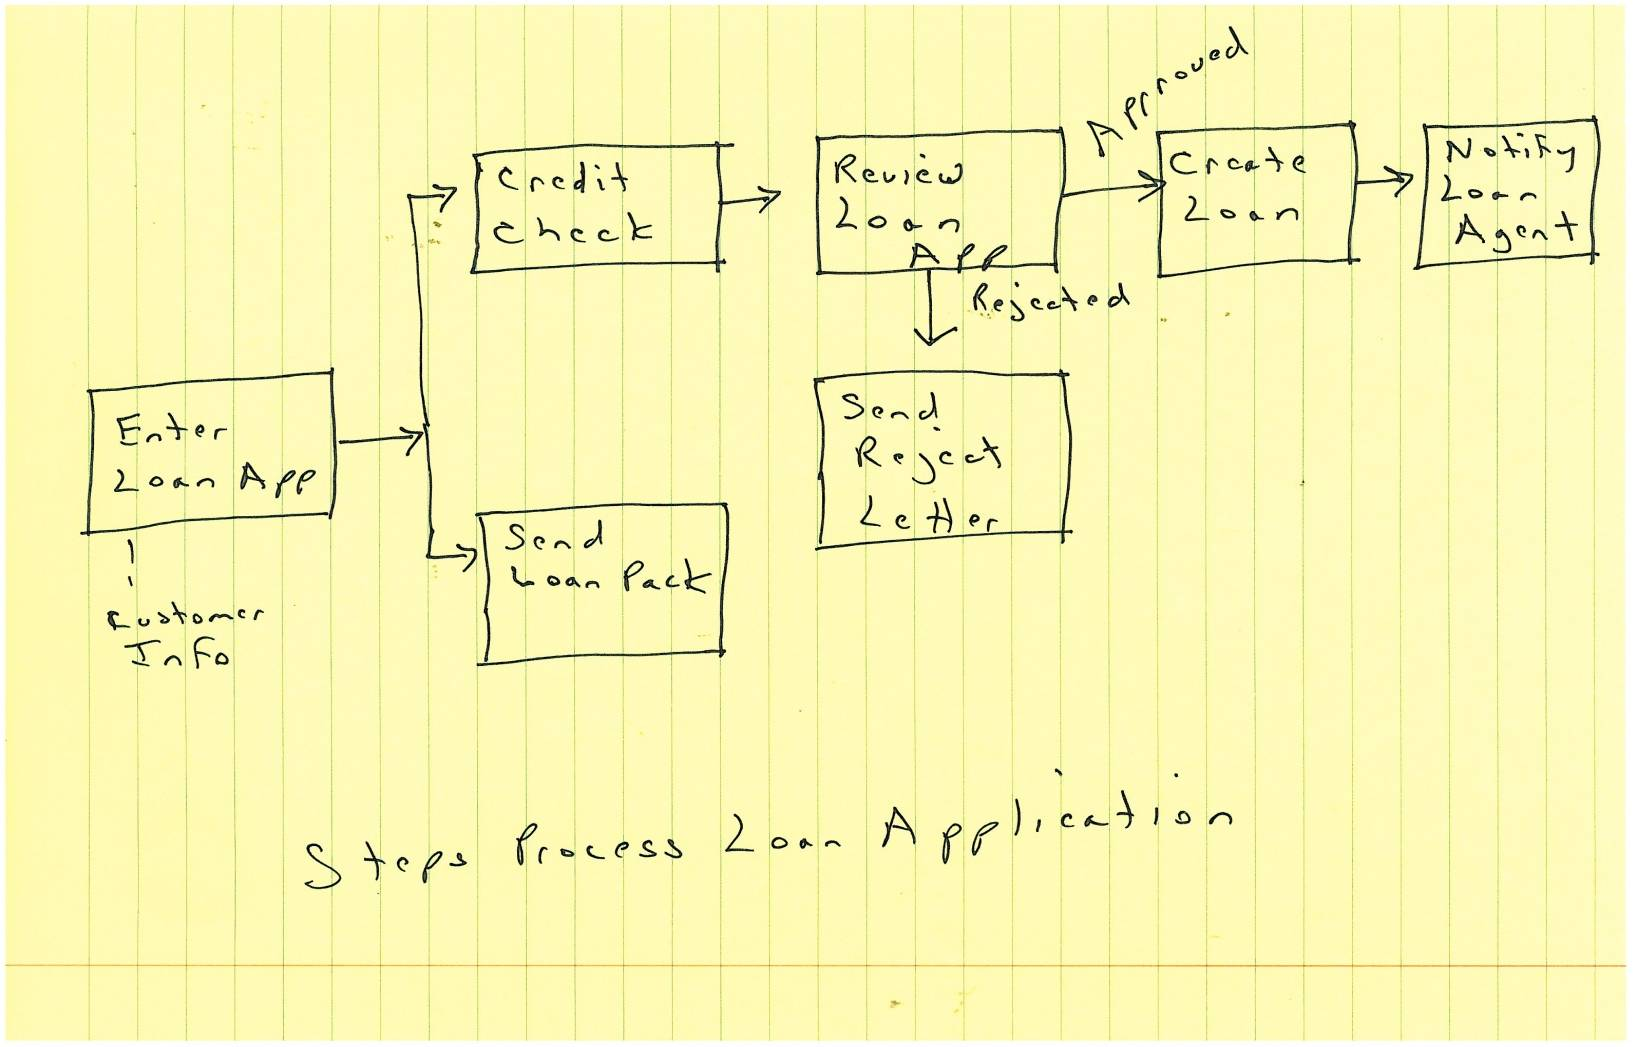 Approved
Credit
Check
Review
Loan
App
Create
Loan
Notify
Loan
Agent
Rejected
Enter
Loan App
Send
Reject
Letter
Send
Loan Pack
Customer
Info
Steps Process Loan Application